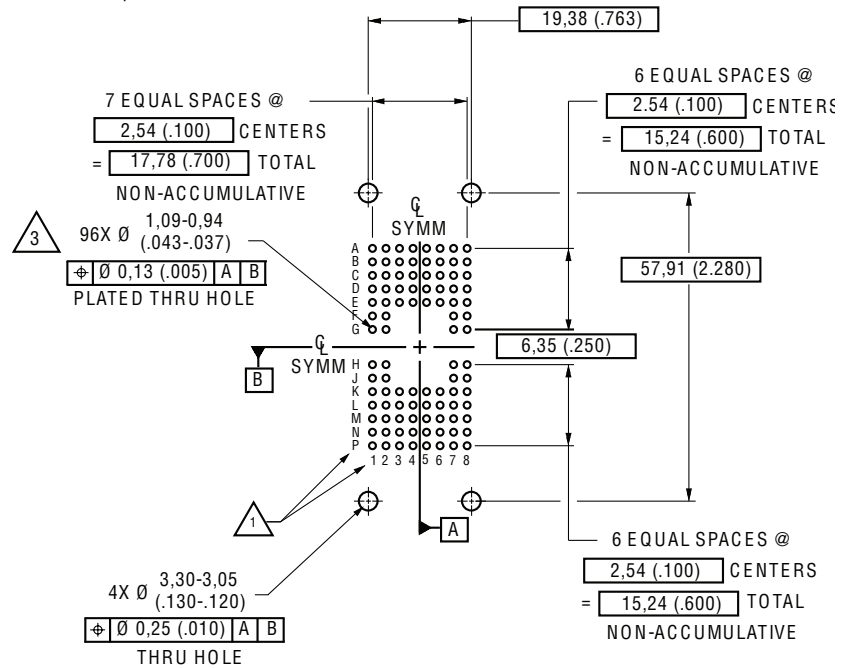 19,38 (.763)
7 EQUAL SPACES @
2,54 (.100) CENTERS
= 17,78 (.700) TOTAL
NON-ACCUMULATIVE
6 EQUAL SPACES @
2.54 (.100) CENTERS
= 15,24 (.600) TOTAL
NON-ACCUMULATIVE
3
96X Ø 1,09-0,94
(.043-.037)
⌖ Ø 0,13 (.005) A B
PLATED THRU HOLE
℄
SYMM
A
B
C
D
E
F
G
57,91 (2.280)
6,35 (.250)
℄
SYMM
B
H
J
K
L
M
N
P
1 2 3 4 5 6 7 8
1
A
4X Ø 3,30-3,05
(.130-.120)
⌖ Ø 0,25 (.010) A B
THRU HOLE
6 EQUAL SPACES @
2,54 (.100) CENTERS
= 15,24 (.600) TOTAL
NON-ACCUMULATIVE